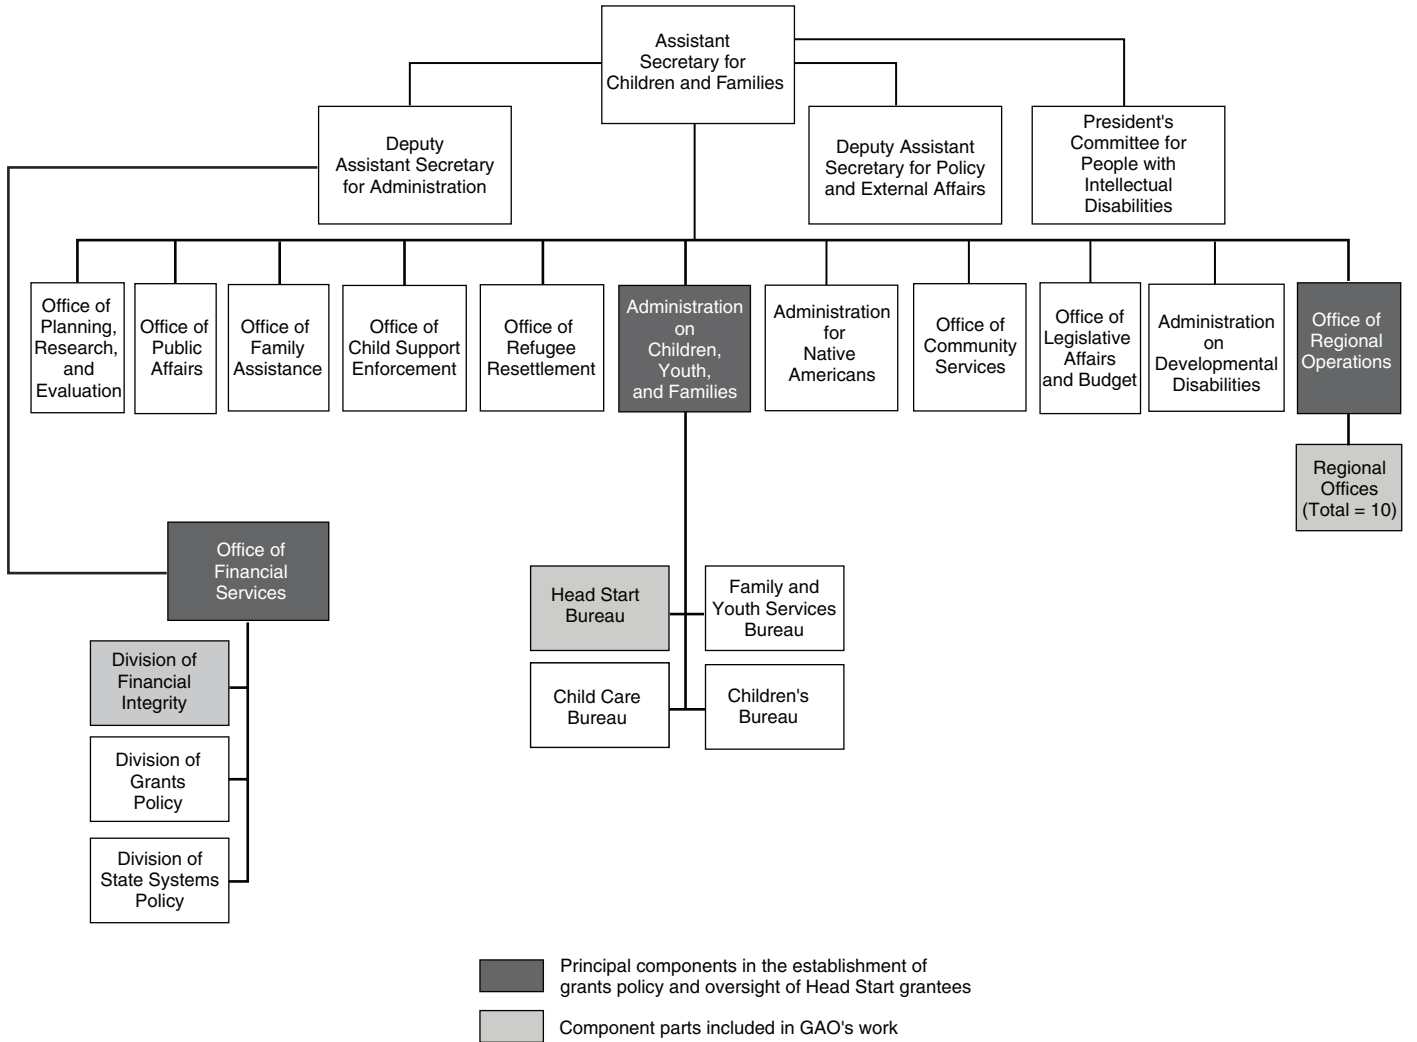 Assistant
Secretary for
Children and Families
Deputy
Assistant Secretary
for Administration
Deputy Assistant
Secretary for Policy
and External Affairs
President's
Committee for
People with
Intellectual
Disabilities
Office of
Planning,
Research,
and
Evaluation
Office of
Public
Affairs
Office of
Family
Assistance
Office of
Child Support
Enforcement
Office of
Refugee
Resettlement
Administration
on
Children,
Youth,
and Families
Administration
for
Native
Americans
Office of
Community
Services
Office of
Legislative
Affairs
and Budget
Administration
on
Developmental
Disabilities
Office of
Regional
Operations
Regional
Offices
(Total = 10)
Office of
Financial
Services
Division of
Financial
Integrity
Division of
Grants
Policy
Division of
State Systems
Policy
Head Start
Bureau
Family and
Youth Services
Bureau
Child Care
Bureau
Children's
Bureau
Principal components in the establishment of
grants policy and oversight of Head Start grantees
Component parts included in GAO's work